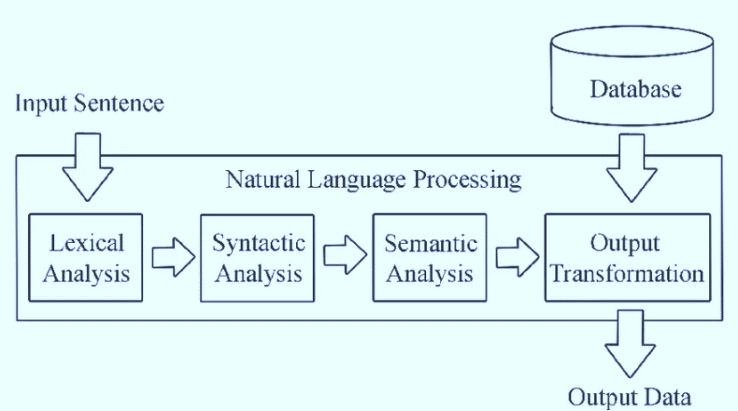 Database
Input Sentence
Natural Language Processing
Lexical
Analysis
Syntactic
Analysis
Semantic
Analysis
Output
Transformation
Output Data